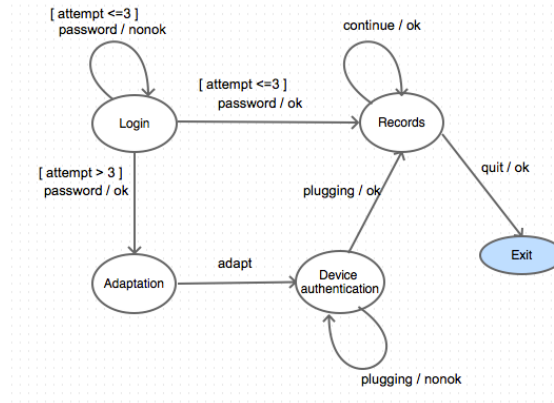 [ attempt <=3 ]
password / nonok
continue / ok
[ attempt <=3 ]
password / ok
Login
Records
[ attempt > 3 ]
password / ok
plugging / ok
quit / ok
Exit
adapt
Adaptation
Device
authentication
plugging / nonok